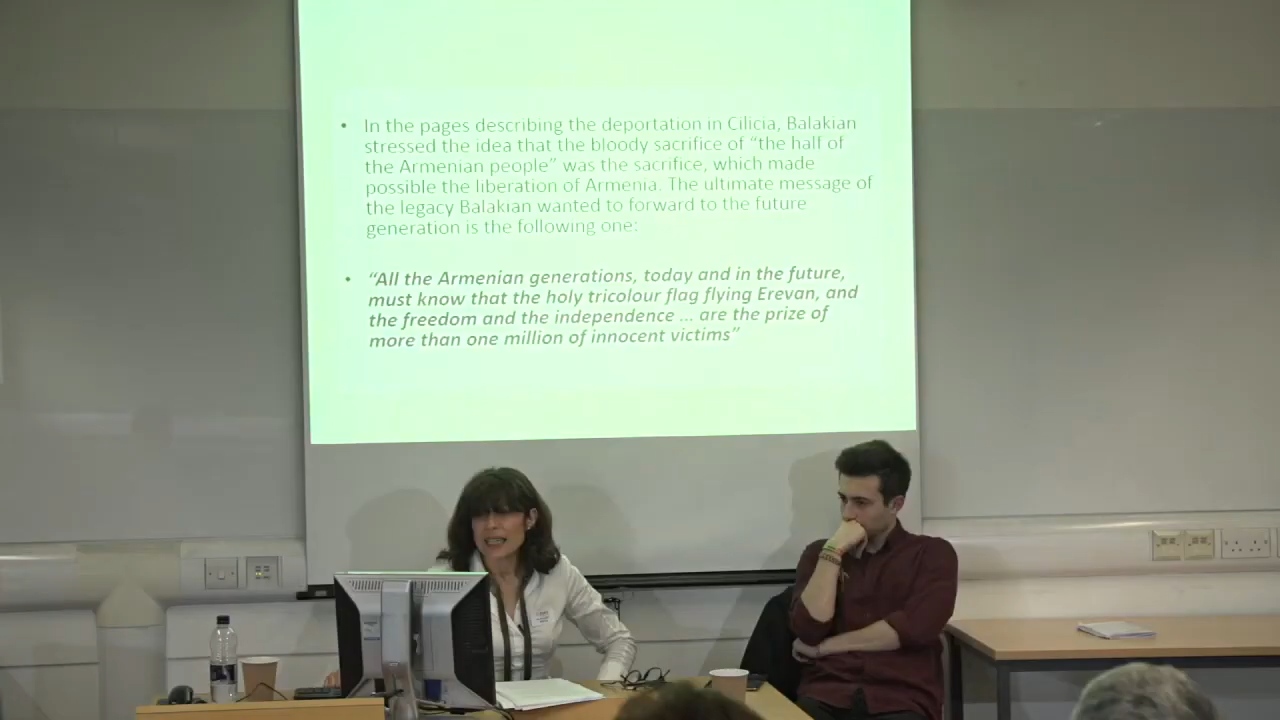 • In the pages describing the deportation in Cilicia, Balakian
stressed the idea that the bloody sacrifice of “the half of
the Armenian people” was the sacrifice, which made
possible the liberation of Armenia. The ultimate message of
the legacy Balakian wanted to forward to the future
generation is the following one:
• “All the Armenian generations, today and in the future,
must know that the holy tricolour flag flying Erevan, and
the freedom and the independence ... are the prize of
more than one million of innocent victims”